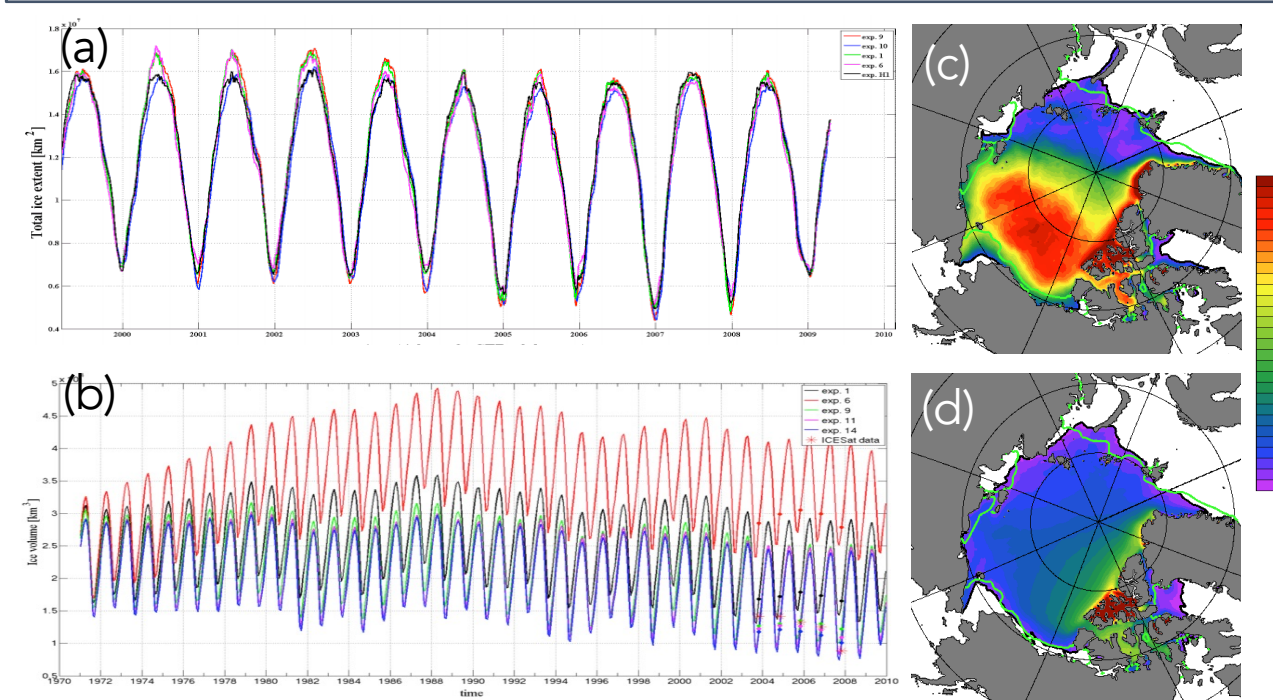 (a)
1.8 x 10⁷
1.6
1.4
1.2
1
0.8
0.6
0.4
Total ice extent [km²]
exp. 9
exp. 10
exp. 1
exp. 6
exp. H1
2000 2001 2002 2003 2004 2005 2006 2007 2008 2009 2010
(b)
5
4.5
4
3.5
3
2.5
2
1.5
1
0.5
Ice volume [km³]
exp. 1
exp. 6
exp. 9
exp. 11
exp. 14
ICESat data
1970 1972 1974 1976 1978 1980 1982 1984 1986 1988 1990 1992 1994 1996 1998 2000 2002 2004 2006 2008 2010
time
(c)
(d)